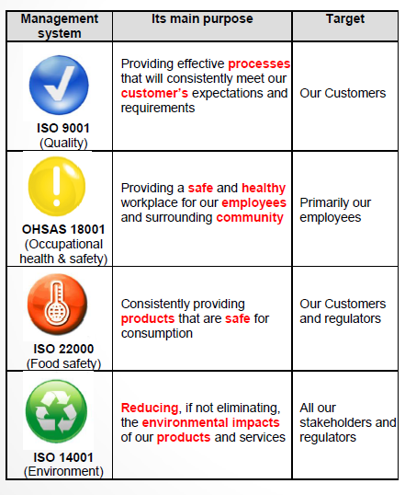 Management system
Its main purpose
Target
ISO 9001
(Quality)
Providing effective processes
that will consistently meet our
customer's expectations and
requirements
Our Customers
OHSAS 18001
(Occupational
health & safety)
Providing a safe and healthy
workplace for our employees
and surrounding community
Primarily our
employees
ISO 22000
(Food safety)
Consistently providing
products that are safe for
consumption
Our Customers
and regulators
ISO 14001
(Environment)
Reducing, if not eliminating,
the environmental impacts
of our products and services
All our
stakeholders and
regulators